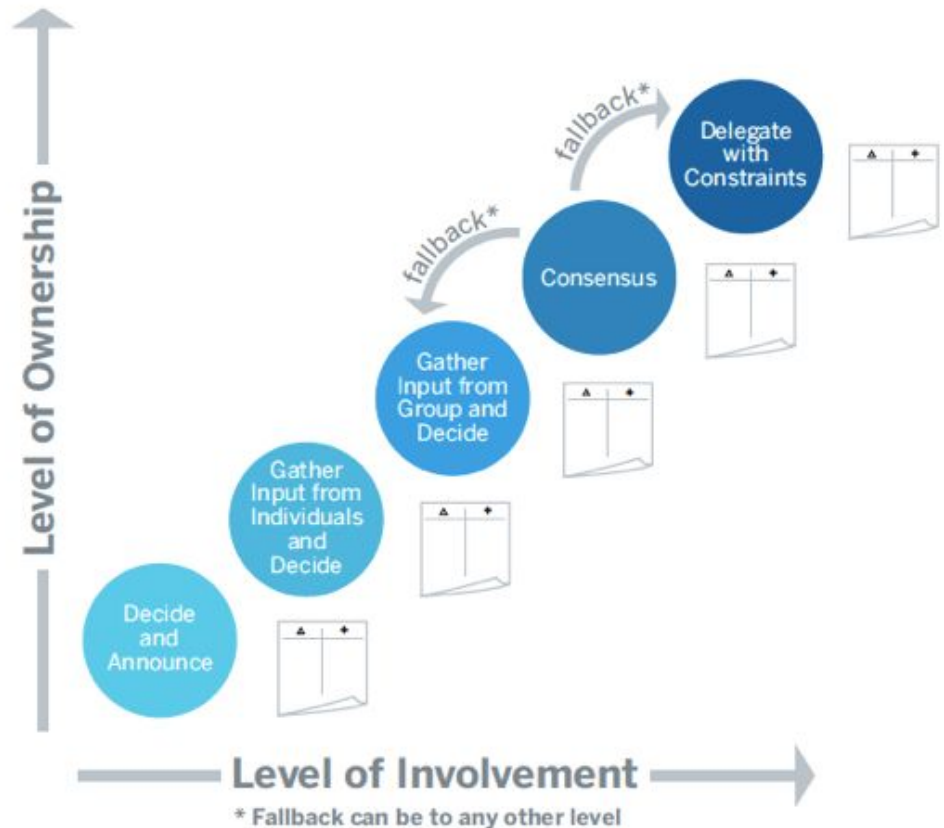 Level of Ownership
fallback*
Delegate
with
Constraints
Δ +
fallback*
Consensus
Δ +
Gather
Input from
Group and
Decide
Δ +
Gather
Input from
Individuals
and
Decide
Δ +
Decide
and
Announce
Δ +
Level of Involvement
* Fallback can be to any other level